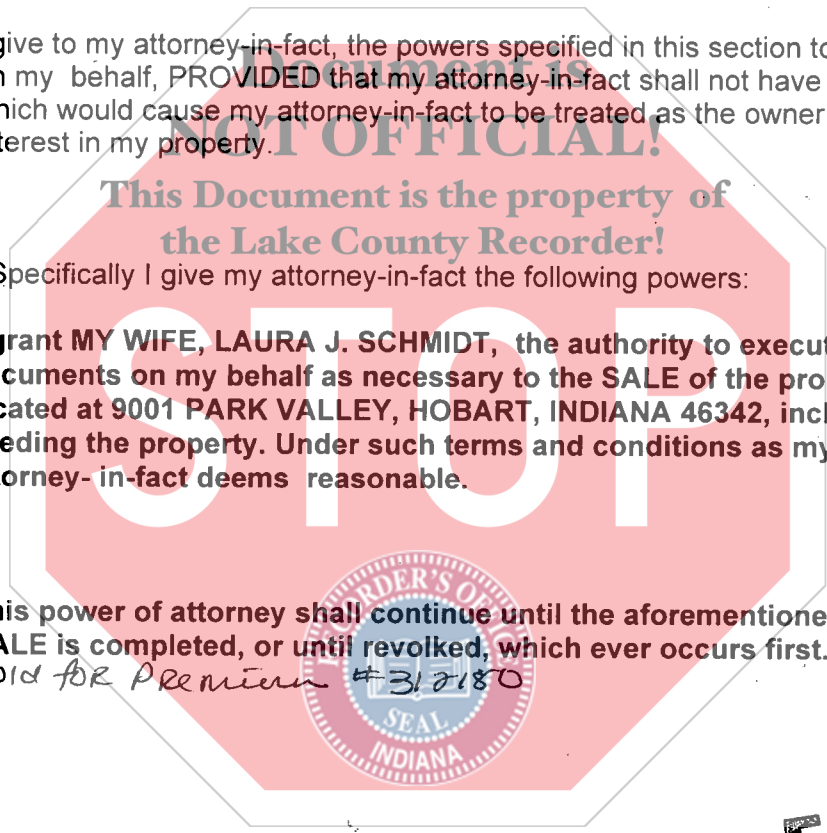 give to my attorney-in-fact, the powers specified in this section to
my behalf, PROVIDED that my attorney-in-fact shall not have
hich would cause my attorney-in-fact to be treated as the owner
terest in my property.
Document is
NOT OFFICIAL!
This Document is the property of
the Lake County Recorder!
Specifically I give my attorney-in-fact the following powers:
STOP
grant MY WIFE, LAURA J. SCHMIDT, the authority to execut
cuments on my behalf as necessary to the SALE of the pro
cated at 9001 PARK VALLEY, HOBART, INDIANA 46342, incl
eding the property. Under such terms and conditions as my
orney- in-fact deems reasonable.
is power of attorney shall continue until the aforementione
ALE is completed, or until revolked, which ever occurs first.
for Premium #312180
RECORDER'S OFFICE
SEAL
INDIANA